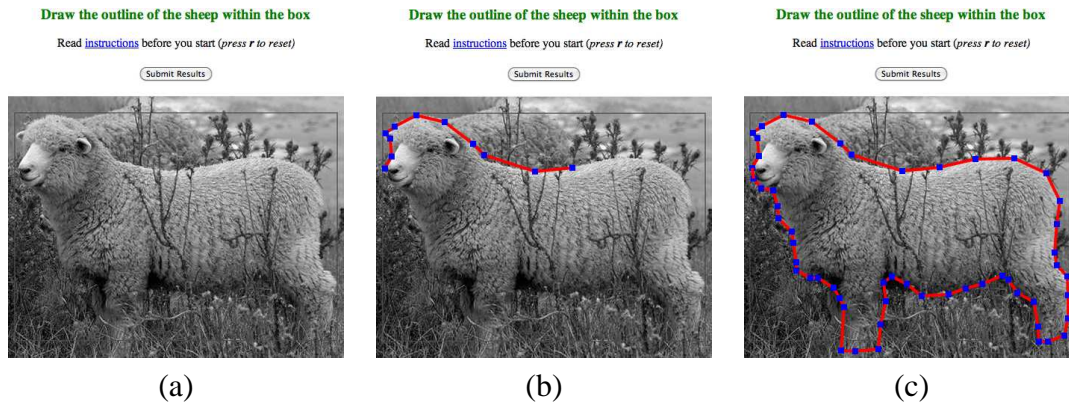 Draw the outline of the sheep within the box
Read instructions before you start (press r to reset)
Submit Results
(a)
Draw the outline of the sheep within the box
Read instructions before you start (press r to reset)
Submit Results
(b)
Draw the outline of the sheep within the box
Read instructions before you start (press r to reset)
Submit Results
(c)